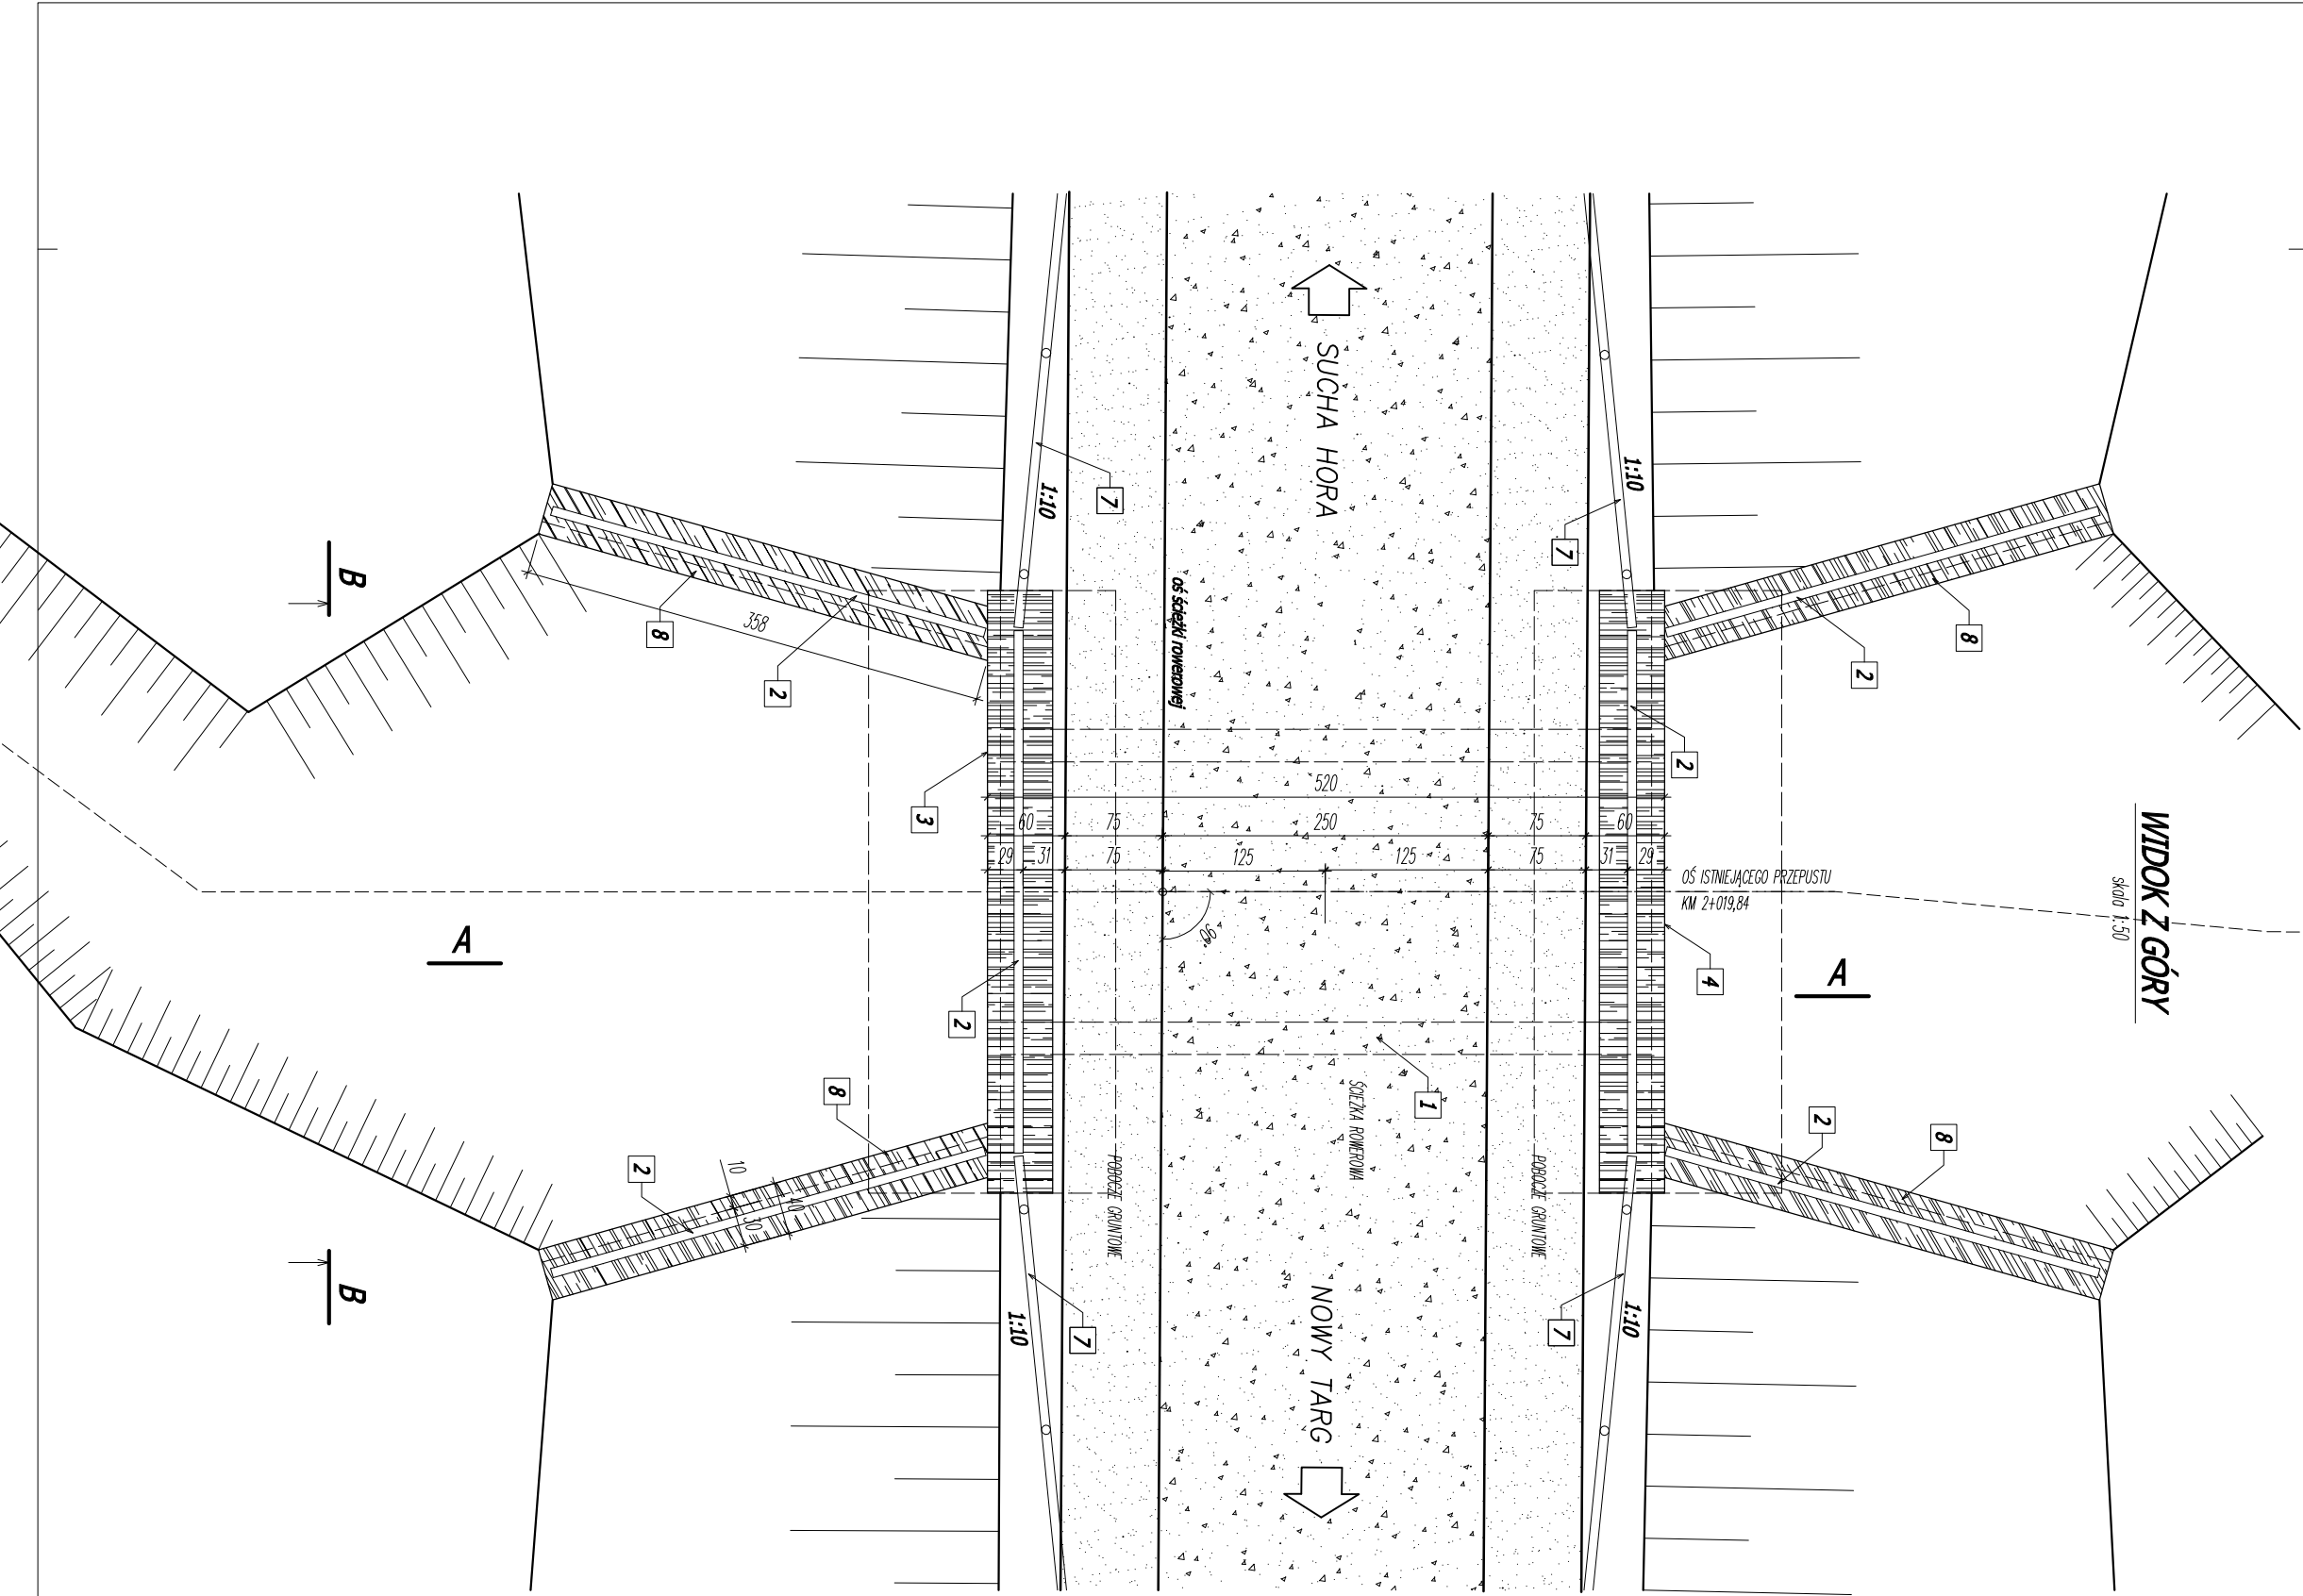 WIDOK Z GÓRY
skala 1:50
SUCHA HORA
1:10
1:10
7
7
8
2
8
2
358
B
oś ścieżki rowerowej
2
3
520
60
75
250
75
60
29
31
75
125
125
75
31
29
OŚ ISTNIEJĄCEGO PRZEPUSTU
KM 2+019,84
90°
A
A
4
2
1
ŚCIEŻKA ROWEROWA
8
2
10
30
40
2
8
POBOCZE GRUNTOWE
POBOCZE GRUNTOWE
NOWY TARG
B
1:10
1:10
7
7